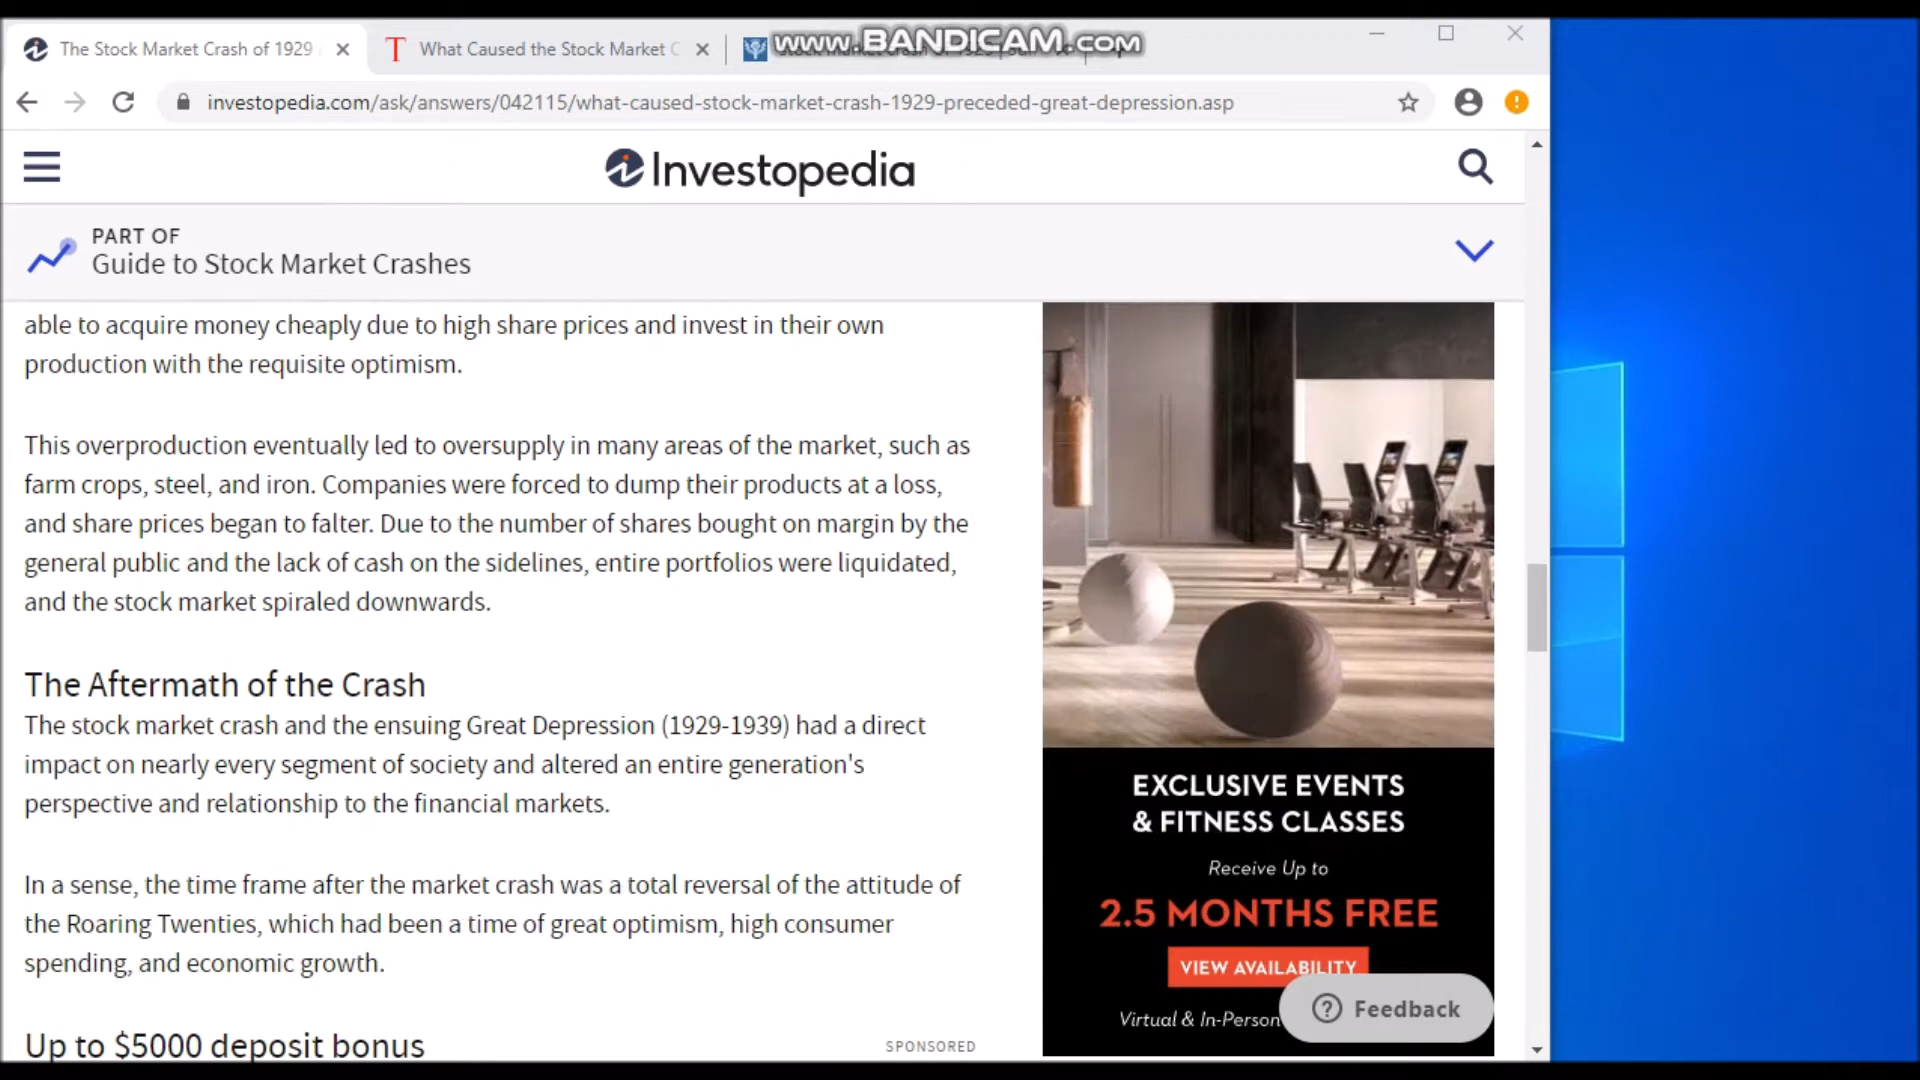 The Stock Market Crash of 1929
What Caused the Stock Market C
www.BANDICAM.com
investopedia.com/ask/answers/042115/what-caused-stock-market-crash-1929-preceded-great-depression.asp
Investopedia
PART OF
Guide to Stock Market Crashes
able to acquire money cheaply due to high share prices and invest in their own
production with the requisite optimism.
This overproduction eventually led to oversupply in many areas of the market, such as
farm crops, steel, and iron. Companies were forced to dump their products at a loss,
and share prices began to falter. Due to the number of shares bought on margin by the
general public and the lack of cash on the sidelines, entire portfolios were liquidated,
and the stock market spiraled downwards.
The Aftermath of the Crash
The stock market crash and the ensuing Great Depression (1929-1939) had a direct
impact on nearly every segment of society and altered an entire generation's
perspective and relationship to the financial markets.
In a sense, the time frame after the market crash was a total reversal of the attitude of
the Roaring Twenties, which had been a time of great optimism, high consumer
spending, and economic growth.
Up to $5000 deposit bonus
SPONSORED
EXCLUSIVE EVENTS
& FITNESS CLASSES
Receive Up to
2.5 MONTHS FREE
VIEW AVAILABILITY
Virtual & In-Person
Feedback